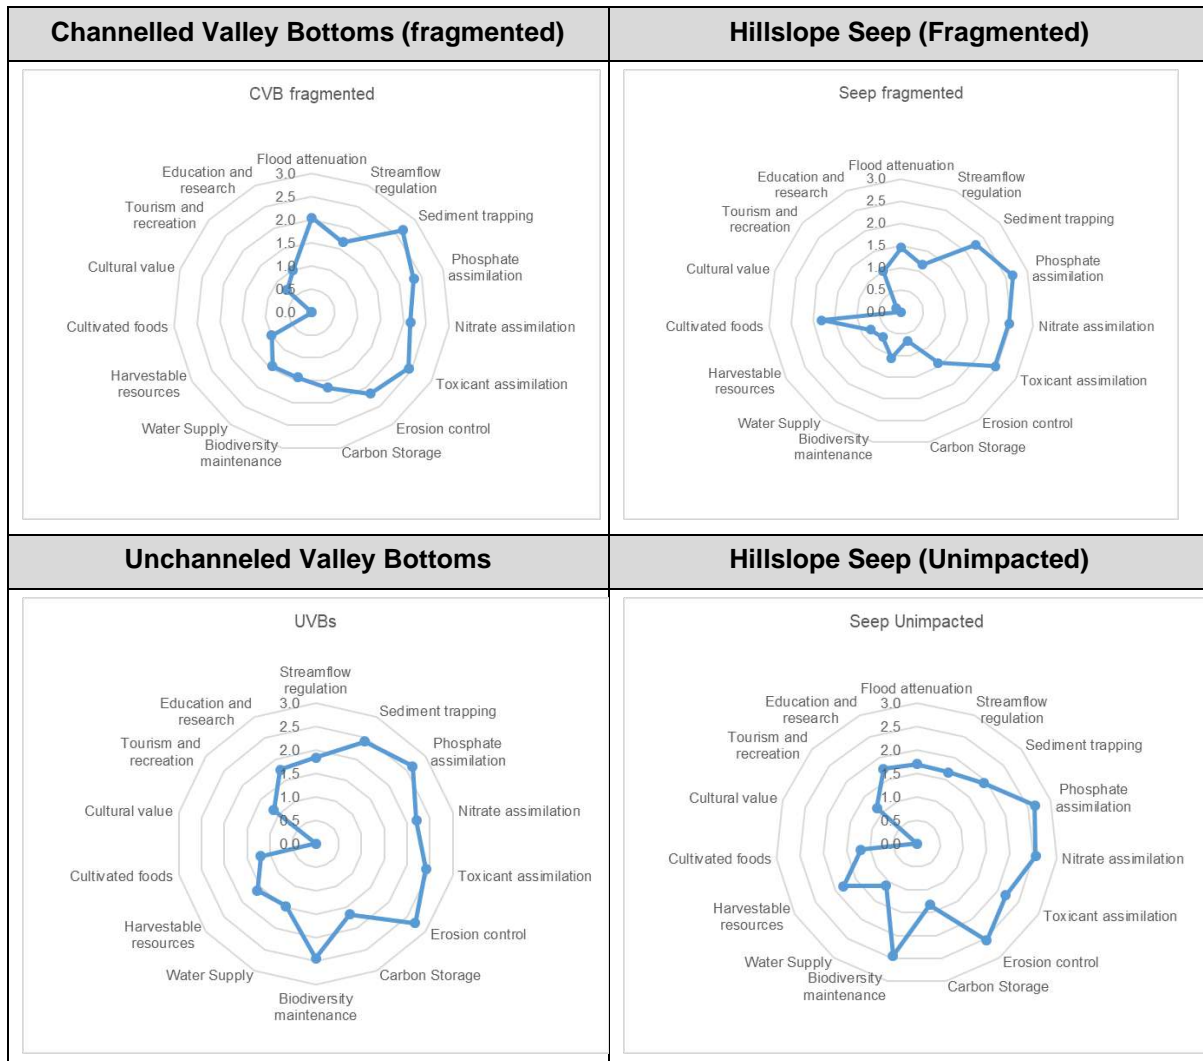 Channelled Valley Bottoms (fragmented)
Hillslope Seep (Fragmented)
CVB fragmented
Flood attenuation
Streamflow
regulation
Sediment trapping
Phosphate
assimilation
Nitrate assimilation
Toxicant assimilation
Erosion control
Carbon Storage
Biodiversity
maintenance
Water Supply
Harvestable
resources
Cultivated foods
Cultural value
Tourism and
recreation
Education and
research
3.0
2.5
2.0
1.5
1.0
0.5
0.0
Seep fragmented
Flood attenuation
Streamflow
regulation
Sediment trapping
Phosphate
assimilation
Nitrate assimilation
Toxicant assimilation
Erosion control
Carbon Storage
Biodiversity
maintenance
Water Supply
Harvestable
resources
Cultivated foods
Cultural value
Tourism and
recreation
Education and
research
3.0
2.5
2.0
1.5
1.0
0.5
0.0
Unchanneled Valley Bottoms
Hillslope Seep (Unimpacted)
UVBs
Streamflow
regulation
Sediment trapping
Phosphate
assimilation
Nitrate assimilation
Toxicant assimilation
Erosion control
Carbon Storage
Biodiversity
maintenance
Water Supply
Harvestable
resources
Cultivated foods
Cultural value
Tourism and
recreation
Education and
research
3.0
2.5
2.0
1.5
1.0
0.5
0.0
Seep Unimpacted
Flood attenuation
Streamflow
regulation
Sediment trapping
Phosphate
assimilation
Nitrate assimilation
Toxicant assimilation
Erosion control
Carbon Storage
Biodiversity
maintenance
Water Supply
Harvestable
resources
Cultivated foods
Cultural value
Tourism and
recreation
Education and
research
3.0
2.5
2.0
1.5
1.0
0.5
0.0